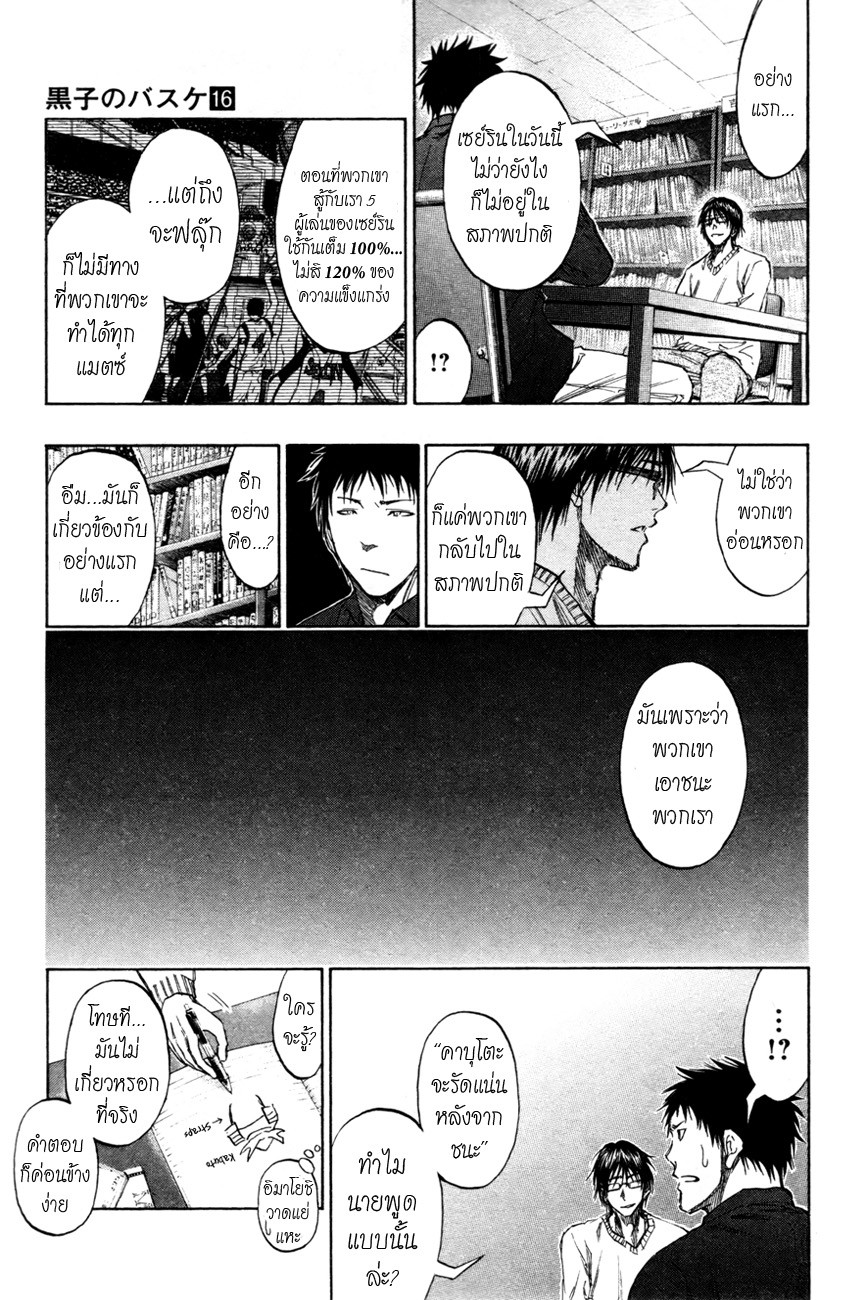 黒子のバスケ16
อย่าง
แรก...
เซย์รินในวันนี้
ไม่ว่ายังไง
ก็ไม่อยู่ใน
สภาพปกติ
!?
ตอนที่พวกเขา
สู้กับเรา 5
ผู้เล่นของเซย์ริน
ใช้กันเต็ม 100%...
ไม่สิ 120% ของ
ความแข็งแกร่ง
...แต่ถึง
จะฟลุ๊ก
ก็ไม่มีทาง
ที่พวกเขาจะ
ทำได้ทุก
แมตซ์
ไม่ใช่ว่า
พวกเขา
อ่อนหรอก
ก็แค่พวกเขา
กลับไปใน
สภาพปกติ
อีก
อย่าง
คือ...?
อืม...มันก็
เกี่ยวข้องกับ
อย่างแรก
แต่...
มันเพราะว่า
พวกเขา
เอาชนะ
พวกเรา
...
!?
"คาบุโตะ
จะรัดแน่น
หลังจาก
ชนะ"
ทำไม
นายพูด
แบบนั้น
ล่ะ?
ใคร
จะรู้?
โทษที...
มันไม่
เกี่ยวหรอก
ที่จริง
คำตอบ
ก็ค่อนข้าง
ง่าย
←Straps
Kabuto
อิมาโยชิ
วาดแย่
แหะ